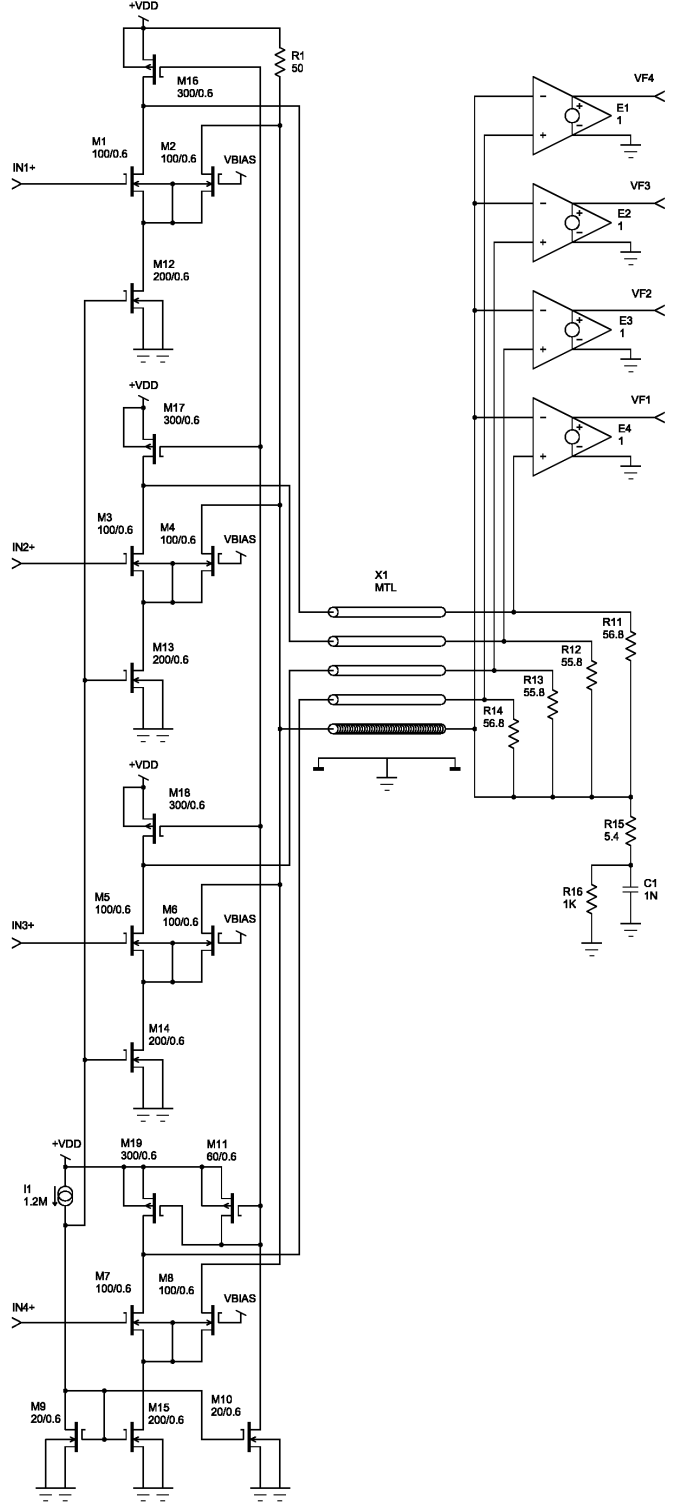 +VDD
R1
50
M16
300/0.6
M1
100/0.6
M2
100/0.6
VBIAS
IN1+
M12
200/0.6
+VDD
M17
300/0.6
M3
100/0.6
M4
100/0.6
VBIAS
IN2+
M13
200/0.6
+VDD
M18
300/0.6
M5
100/0.6
M6
100/0.6
VBIAS
IN3+
M14
200/0.6
+VDD
M19
300/0.6
M11
60/0.6
I1
1.2M
M7
100/0.6
M8
100/0.6
VBIAS
IN4+
M9
20/0.6
M15
200/0.6
M10
20/0.6
X1
MTL
VF4
E1
1
VF3
E2
1
VF2
E3
1
VF1
E4
1
R11
56.8
R12
55.8
R13
55.8
R14
56.8
R15
5.4
R16
1K
C1
1N